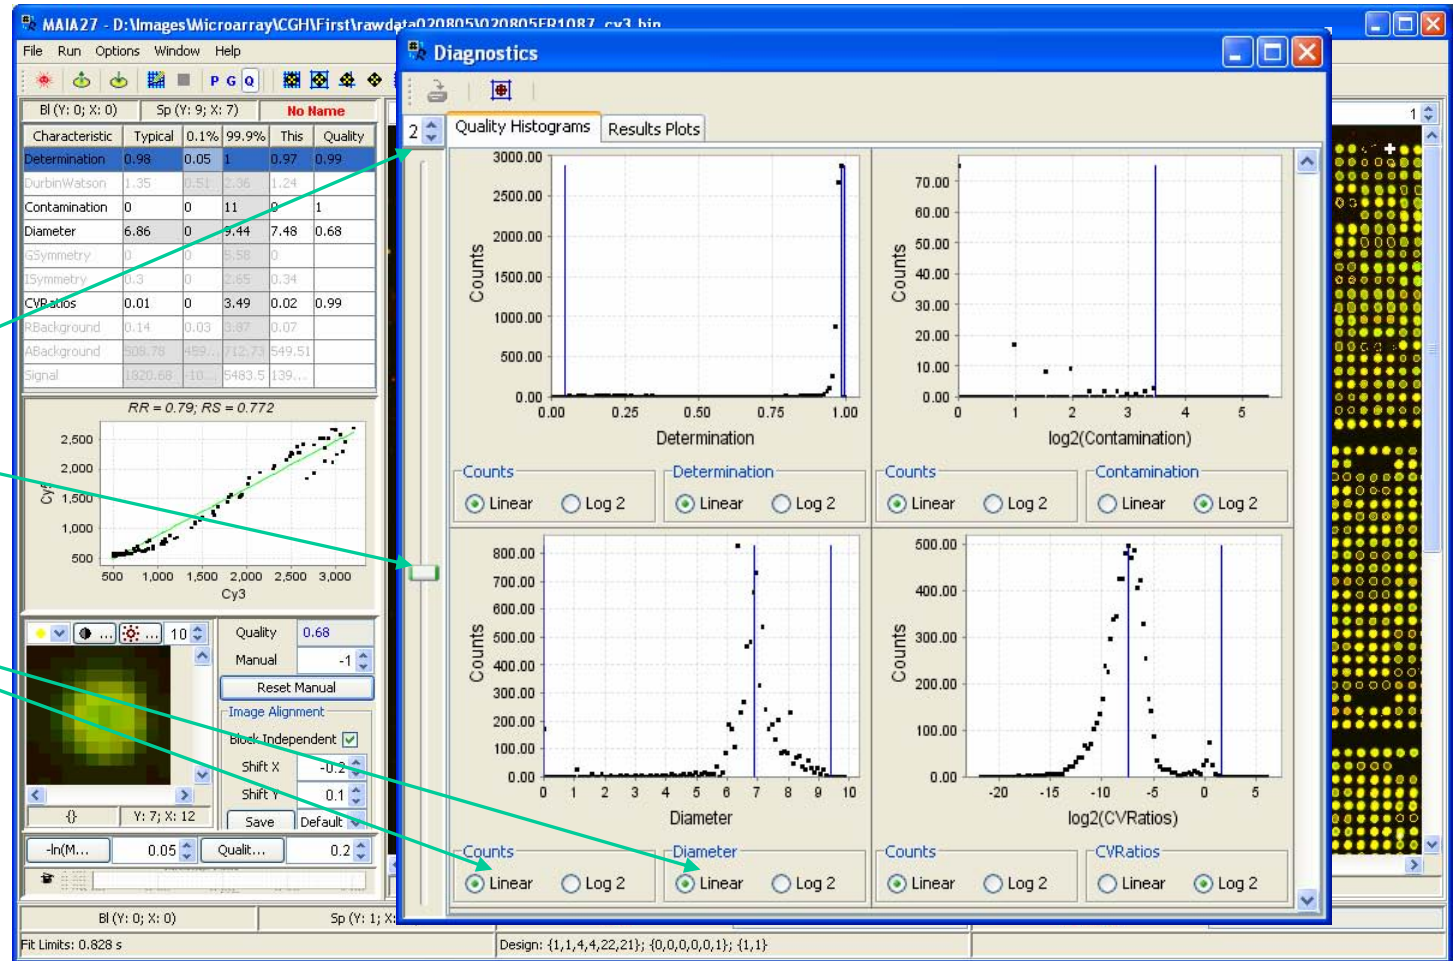 MAIA27 - D:\Images\Microarray\CGH\First\rawdata020805\020805FR1087_cy3.bin
File Run Options Window Help
P G Q
Bl (Y: 0; X: 0) Sp (Y: 9; X: 7) No Name
Characteristic Typical 0.1% 99.9% This Quality
Determination 0.98 0.05 1 0.97 0.99
DurbinWatson 1.35 0.51 2.36 1.24
Contamination 0 0 11 0 1
Diameter 6.86 0 9.44 7.48 0.68
GSymmetry 0 0 5.58 0
ISymmetry 0.3 0 2.65 0.34
CVRatios 0.01 0 3.49 0.02 0.99
RBackground 0.14 0.03 3.87 0.07
ABackground 508.78 459/... 712.73 549.51
Signal 1820.68 -10... 5483.5 139...
RR = 0.79; RS = 0.772
2,500
2,000
1,500
1,000
500
500 1,000 1,500 2,000 2,500 3,000
Cy3
... ... 10
Quality 0.68
Manual -1
Reset Manual
Image Alignment
Block Independent
Shift X -0.2
Shift Y 0.1
Save Default
{} Y: 7; X: 12
-ln(M... 0.05 Qualit... 0.2
Bl (Y: 0; X: 0) Sp (Y: 1; X:
Fit Limits: 0.828 s Design: {1,1,4,4,22,21}; {0,0,0,0,0,1}; {1,1}
1
Diagnostics
2 Quality Histograms Results Plots
3000.00
2500.00
2000.00
1500.00
1000.00
500.00
0.00
Counts
0.00 0.25 0.50 0.75 1.00
Determination
Counts Determination
Linear Log 2 Linear Log 2
70.00
60.00
50.00
40.00
30.00
20.00
10.00
0.00
Counts
0 1 2 3 4 5
log2(Contamination)
Counts Contamination
Linear Log 2 Linear Log 2
800.00
700.00
600.00
500.00
400.00
300.00
200.00
100.00
0.00
Counts
0 1 2 3 4 5 6 7 8 9 10
Diameter
Counts Diameter
Linear Log 2 Linear Log 2
500.00
400.00
300.00
200.00
100.00
0.00
Counts
-20 -15 -10 -5 0 5
log2(CVRatios)
Counts CVRatios
Linear Log 2 Linear Log 2